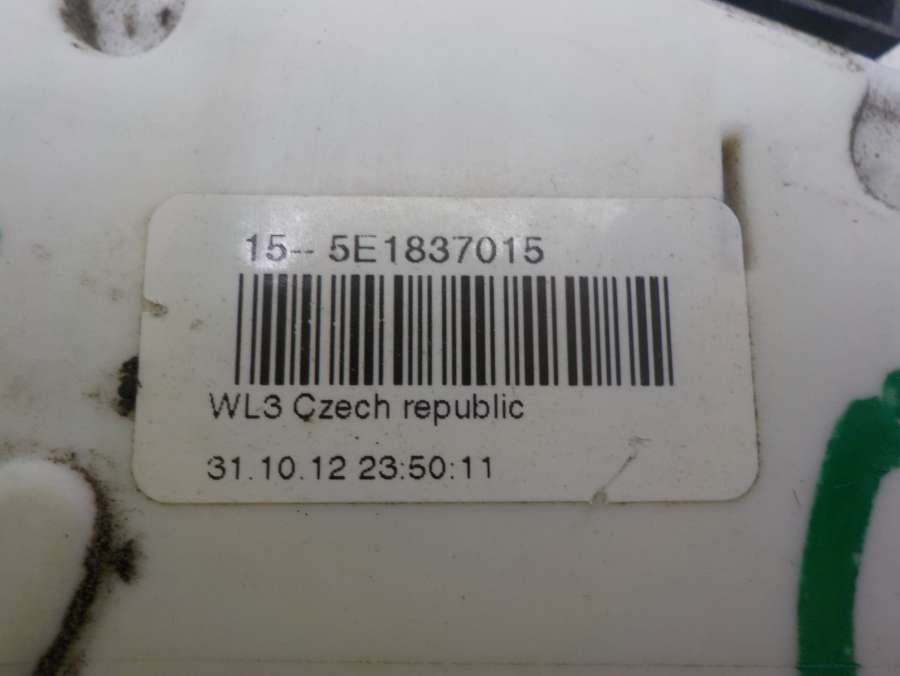 15-- 5E1837015
WL3 Czech republic
31.10.12 23:50:11